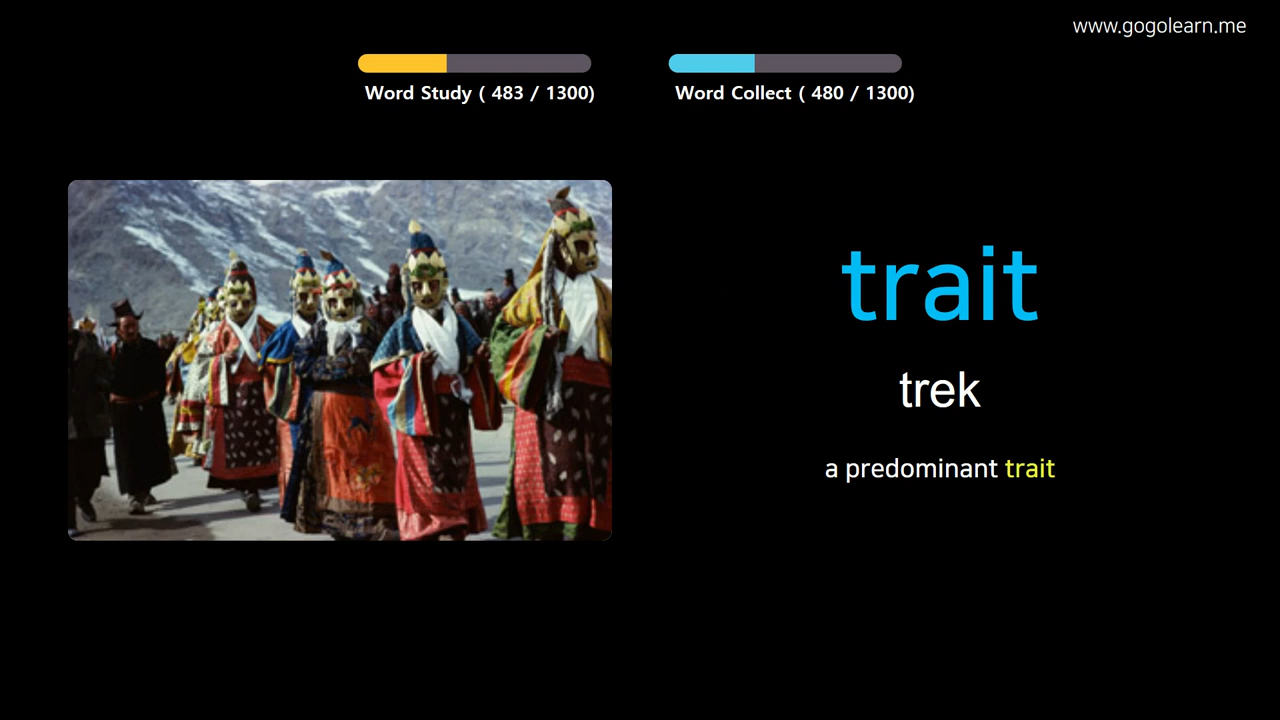 www.gogolearn.me
Word Study ( 483 / 1300)
Word Collect ( 480 / 1300)
trait
trek
a predominant trait